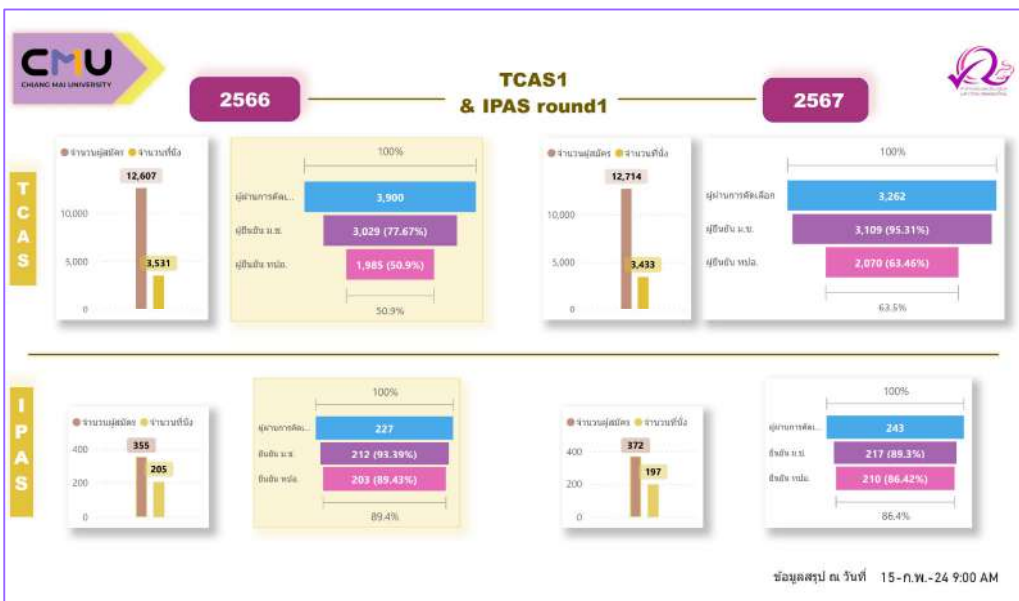 CMU
CHIANG MAI UNIVERSITY
2566
TCAS1
& IPAS round1
2567
TCAS
จำนวนผู้สมัคร จำนวนที่นั่ง
12,607
3,531
10,000
5,000
0
100%
ผู้ผ่านการคัดเ...
3,900
ผู้ยืนยัน ม.ช.
3,029 (77.67%)
ผู้ยืนยัน ทปอ.
1,985 (50.9%)
50.9%
จำนวนผู้สมัคร จำนวนที่นั่ง
12,714
3,433
10,000
5,000
0
100%
ผู้ผ่านการคัดเลือก
3,262
ผู้ยืนยัน ม.ช.
3,109 (95.31%)
ผู้ยืนยัน ทปอ.
2,070 (63.46%)
63.5%
IPAS
จำนวนผู้สมัคร จำนวนที่นั่ง
355
205
400
200
0
100%
ผู้ผ่านการคัดเ...
227
ยืนยัน ม.ช.
212 (93.39%)
ยืนยัน ทปอ.
203 (89.43%)
89.4%
จำนวนผู้สมัคร จำนวนที่นั่ง
372
197
400
200
0
100%
ผู้ผ่านการคัดเ...
243
ยืนยัน ม.ช.
217 (89.3%)
ยืนยัน ทปอ.
210 (86.42%)
86.4%
ข้อมูลสรุป ณ วันที่ 15-ก.พ.-24 9:00 AM